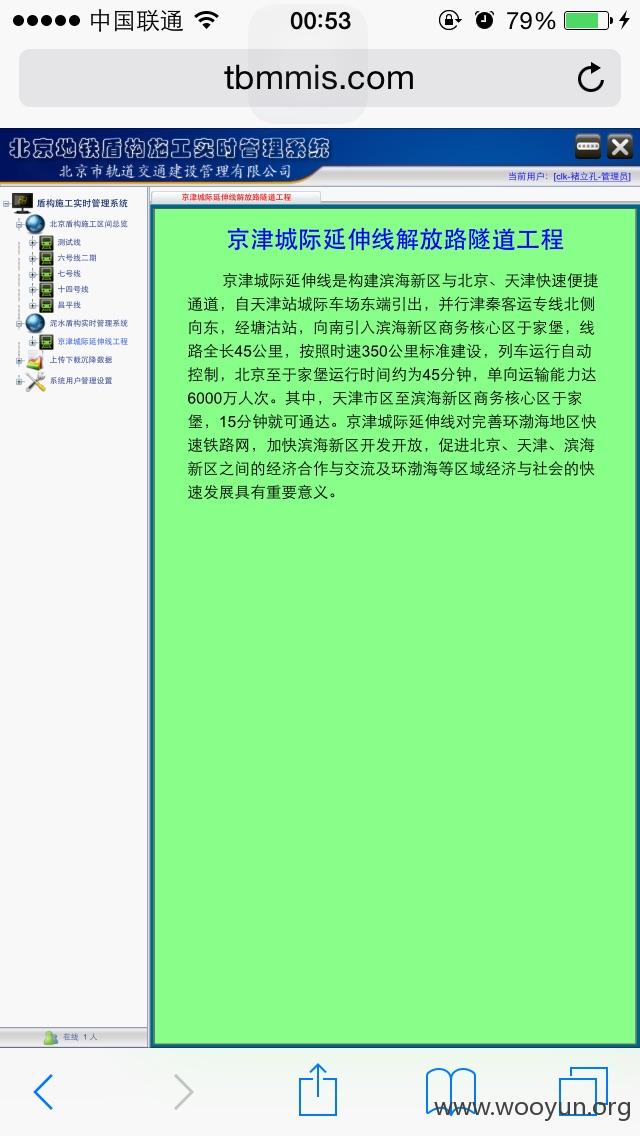 中国联通 00:53 79%
tbmmis.com
北京地铁盾构施工实时管理系统
北京市轨道交通建设管理有限公司
当前用户：[clk-褚立孔-管理员]
盾构施工实时管理系统
北京盾构施工区间总览
测试线
六号线二期
七号线
十四号线
昌平线
泥水盾构实时管理系统
京津城际延伸线工程
上传下载沉降数据
系统用户管理设置
京津城际延伸线解放路隧道工程
京津城际延伸线解放路隧道工程
京津城际延伸线是构建滨海新区与北京、天津快速便捷
通道，自天津站城际车场东端引出，并行津秦客运专线北侧
向东，经塘沽站，向南引入滨海新区商务核心区于家堡，线
路全长45公里，按照时速350公里标准建设，列车运行自动
控制，北京至于家堡运行时间约为45分钟，单向运输能力达
6000万人次。其中，天津市区至滨海新区商务核心区于家
堡，15分钟就可通达。京津城际延伸线对完善环渤海地区快
速铁路网，加快滨海新区开发开放，促进北京、天津、滨海
新区之间的经济合作与交流及环渤海等区域经济与社会的快
速发展具有重要意义。
在线 1 人
www.wooyun.org